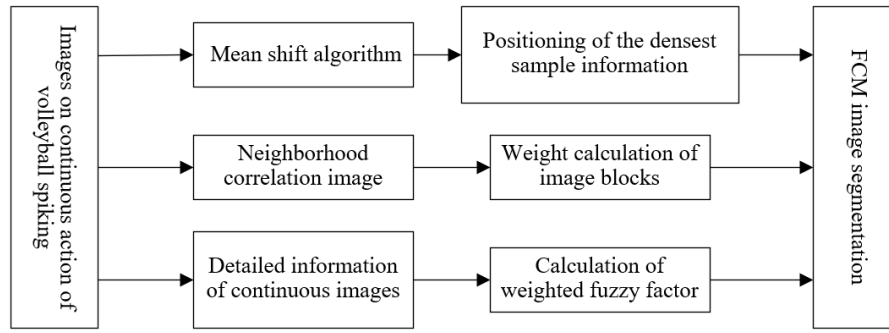 Images on continuous action of
volleyball spiking
Mean shift algorithm
Positioning of the densest
sample information
Neighborhood
correlation image
Weight calculation of
image blocks
Detailed information
of continuous images
Calculation of
weighted fuzzy factor
FCM image segmentation